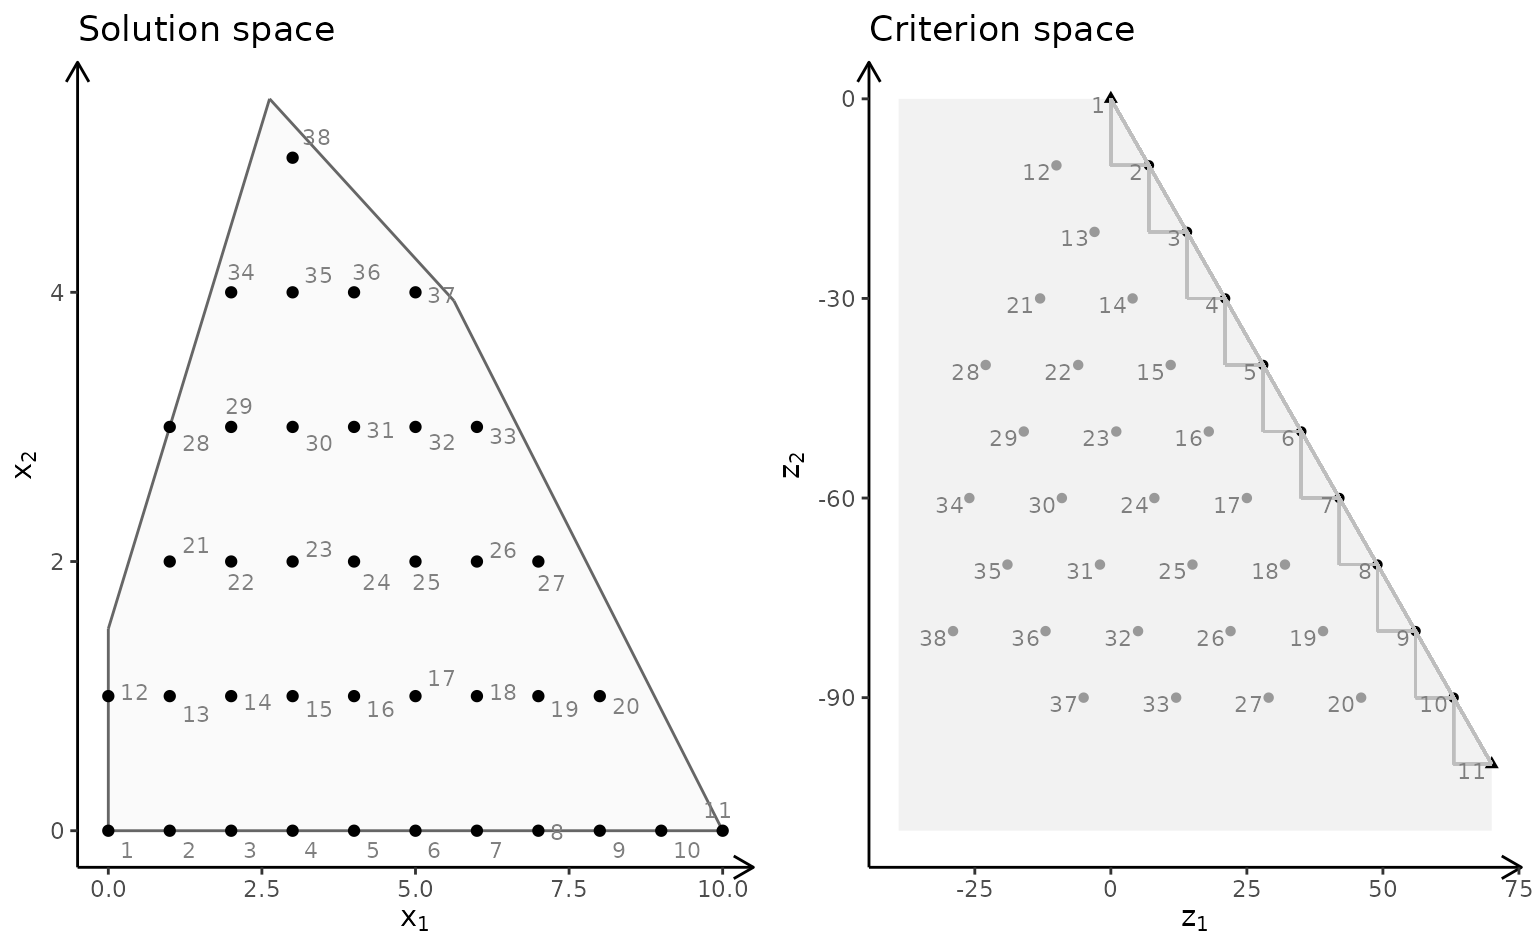 Solution space
38
34 35 36
37
4
29
28 30 31 32 33
21 23 26
2
22 24 25 27
17
12 13 14 15 16 18 19 20
11
0
8
1 2 3 4 5 6 7 9 10
0.0 2.5 5.0 7.5 10.0
x1
x2
Criterion space
0
1
12 2
13 3
-30
21 14 4
28 22 15 5
29 23 16 6
-60
34 30 24 17 7
35 31 25 18 8
38 36 32 26 19 9
-90
37 33 27 20 10
11
-25 0 25 50 75
z1
z2